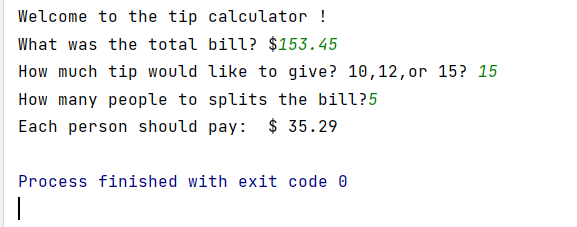 Welcome to the tip calculator !
What was the total bill? $153.45
How much tip would like to give? 10,12,or 15? 15
How many people to splits the bill?5
Each person should pay:  $ 35.29
Process finished with exit code 0